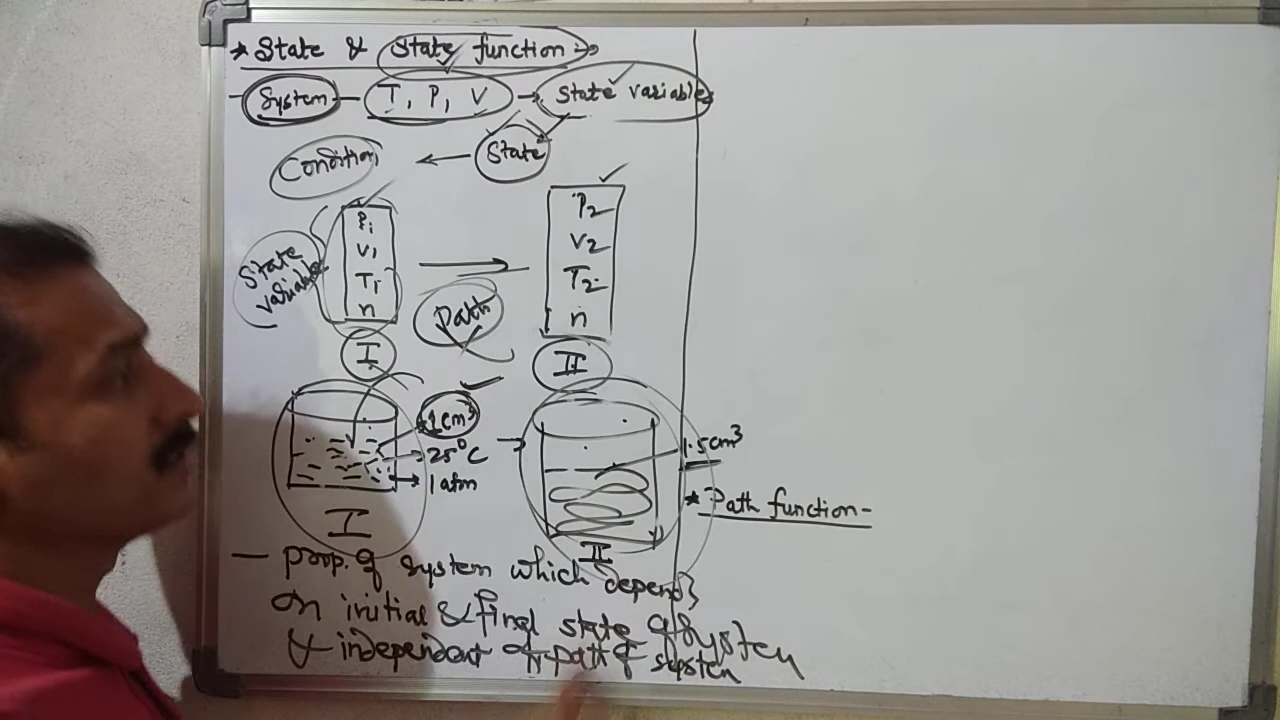 * State & State function :-
- System - T, P, V → State variables
State
Condition
State variables
P1
V1
T1
n
I
Path
P2
V2
T2
n
II
1cm³
25°C
1 atm
I
1.5cm³
II
* Path function -
- prop. of system which depends
on initial & final state of system
& independent of path of system